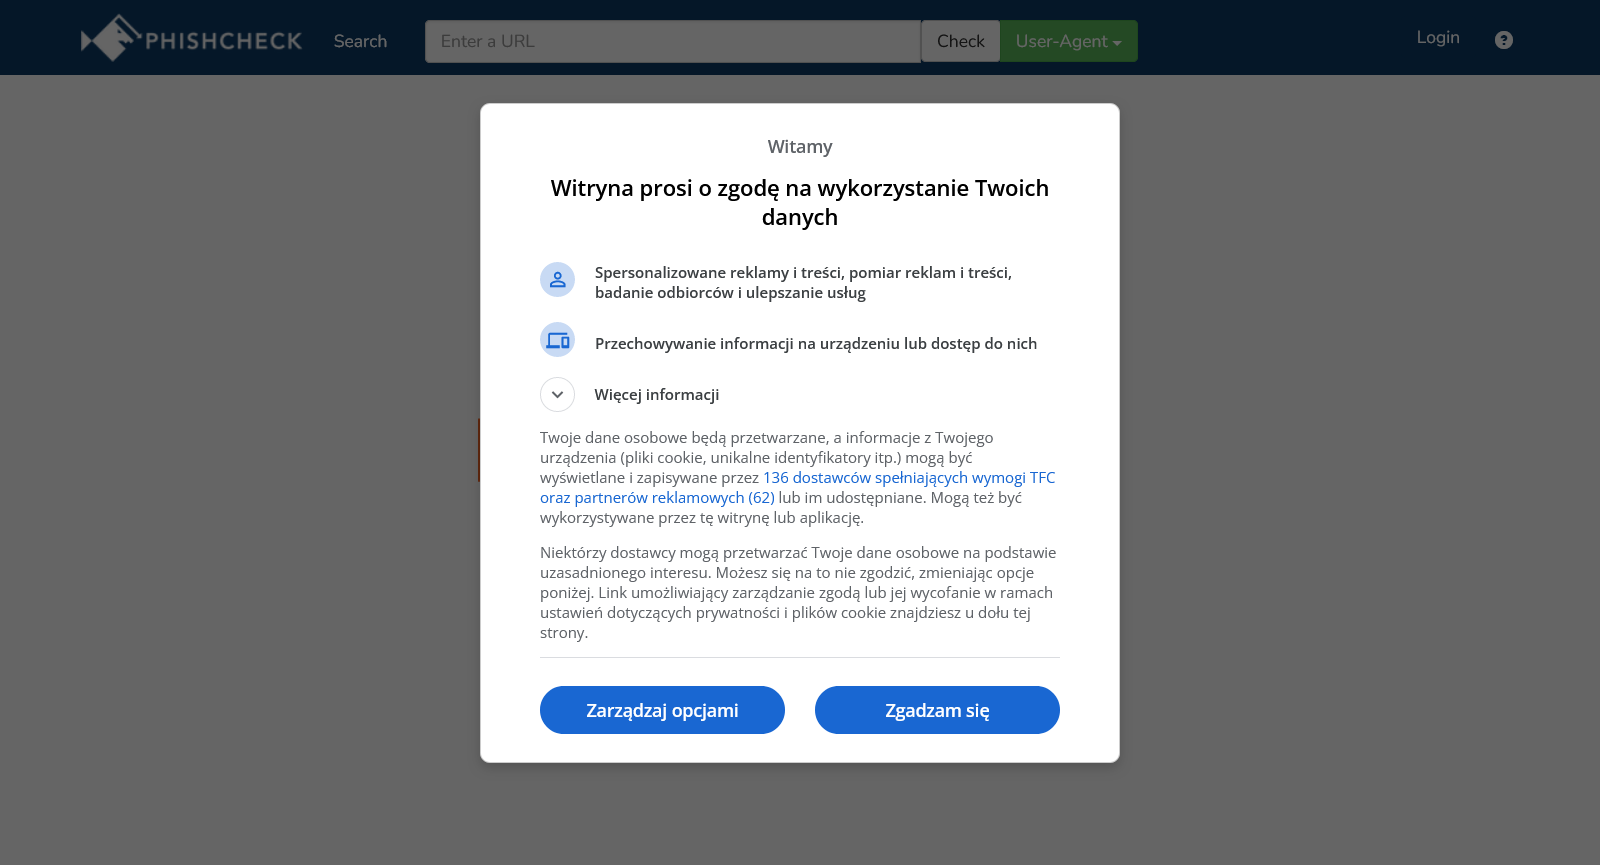 PHISHCHECK Search Enter a URL Check User-Agent Login ?
Witamy
Witryna prosi o zgodę na wykorzystanie Twoich
danych
Spersonalizowane reklamy i treści, pomiar reklam i treści,
badanie odbiorców i ulepszanie usług
Przechowywanie informacji na urządzeniu lub dostęp do nich
Więcej informacji
Twoje dane osobowe będą przetwarzane, a informacje z Twojego
urządzenia (pliki cookie, unikalne identyfikatory itp.) mogą być
wyświetlane i zapisywane przez 136 dostawców spełniających wymogi TFC
oraz partnerów reklamowych (62) lub im udostępniane. Mogą też być
wykorzystywane przez tę witrynę lub aplikację.
Niektórzy dostawcy mogą przetwarzać Twoje dane osobowe na podstawie
uzasadnionego interesu. Możesz się na to nie zgodzić, zmieniając opcje
poniżej. Link umożliwiający zarządzanie zgodą lub jej wycofanie w ramach
ustawień dotyczących prywatności i plików cookie znajdziesz u dołu tej
strony.
Zarządzaj opcjami Zgadzam się